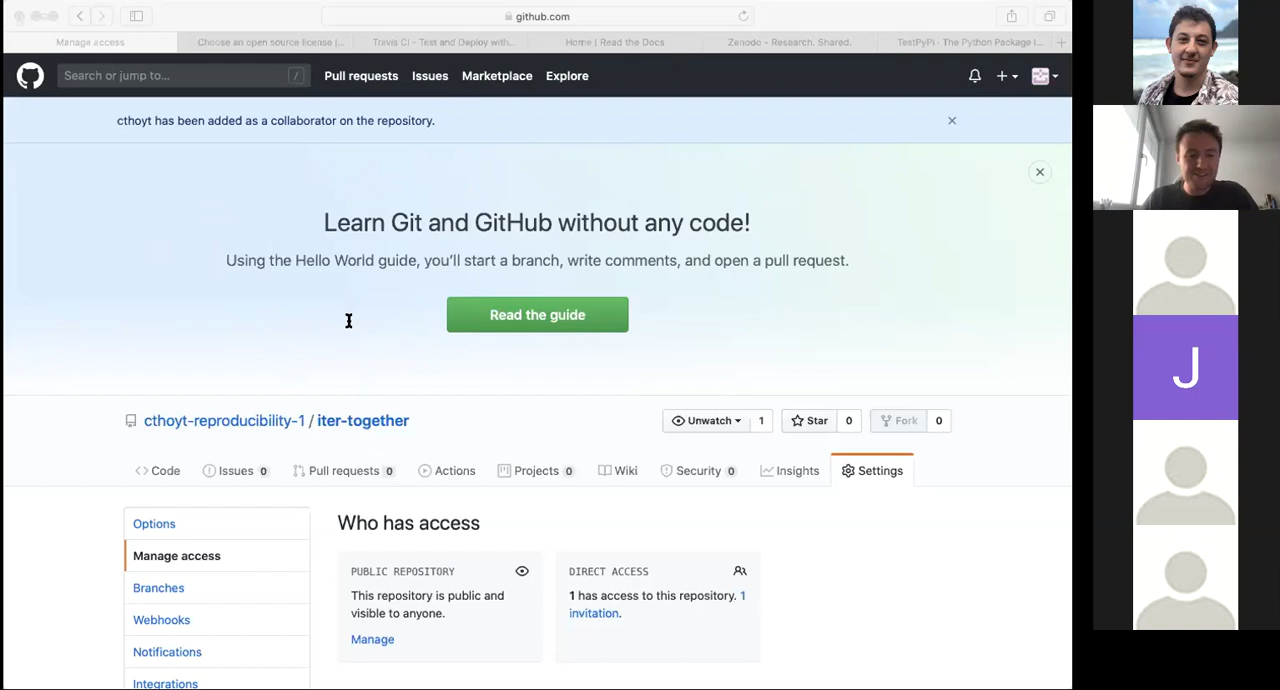 github.com
Manage access
Choose an open source license |...
Travis CI - Test and Deploy with...
Home | Read the Docs
Zenodo - Research. Shared.
TestPyPI · The Python Package I...
Search or jump to... /
Pull requests Issues Marketplace Explore
cthoyt has been added as a collaborator on the repository.
Learn Git and GitHub without any code!
Using the Hello World guide, you'll start a branch, write comments, and open a pull request.
Read the guide
cthoyt-reproducibility-1 / iter-together
Unwatch 1 Star 0 Fork 0
Code Issues 0 Pull requests 0 Actions Projects 0 Wiki Security 0 Insights Settings
Options
Manage access
Branches
Webhooks
Notifications
Integrations
Who has access
PUBLIC REPOSITORY
This repository is public and
visible to anyone.
Manage
DIRECT ACCESS
1 has access to this repository. 1
invitation.
J